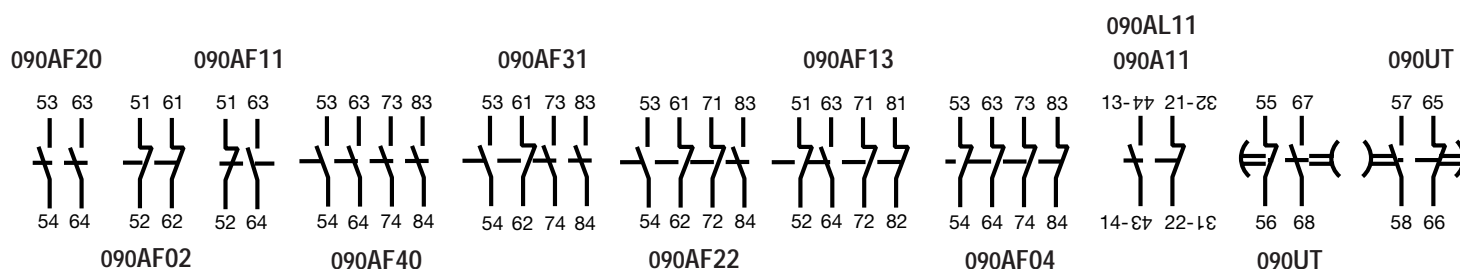 090AL11
090AF20 090AF11 090AF31 090AF13 090A11 090UT
53 63 51 61 51 63 53 63 73 83 53 61 73 83 53 61 71 83 51 63 71 81 53 63 73 83 13-44 21-32 55 67 57 65
54 64 52 62 52 64 54 64 74 84 54 62 74 84 54 62 72 84 52 64 72 82 54 64 74 84 14-43 22-31 56 68 58 66
090AF02 090AF40 090AF22 090AF04 090UT